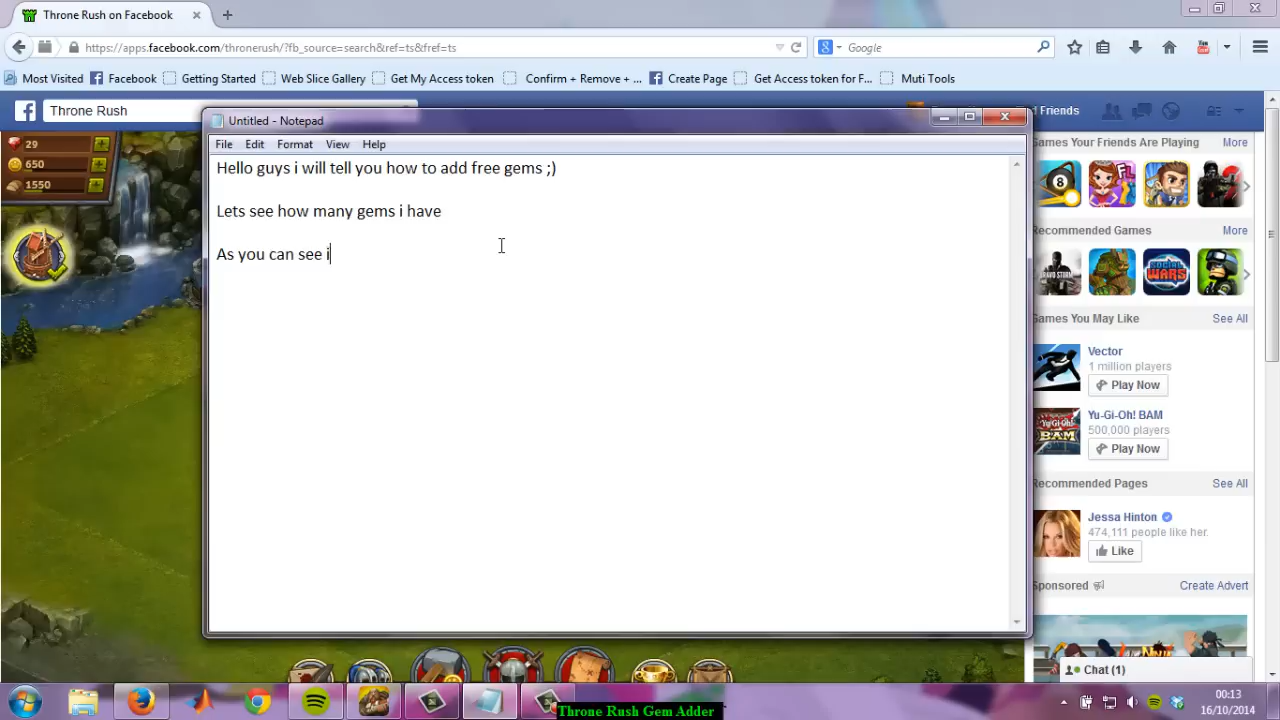 Throne Rush on Facebook
https://apps.facebook.com/thronerush/?fb_source=search&ref=ts&fref=ts
Google
Most Visited
Facebook
Getting Started
Web Slice Gallery
Get My Access token
Confirm + Remove + ...
Create Page
Get Access token for F...
Muti Tools
Throne Rush
Friends
29
650
1550
Untitled - Notepad
File Edit Format View Help
Hello guys i will tell you how to add free gems ;)
Lets see how many gems i have
As you can see i
Games Your Friends Are Playing
More
Recommended Games
More
Games You May Like
See All
Vector
1 million players
Play Now
Yu-Gi-Oh! BAM
500,000 players
Play Now
Recommended Pages
See All
Jessa Hinton
474,111 people like her.
Like
Sponsored
Create Advert
Chat (1)
Throne Rush Gem Adder
00:13
16/10/2014